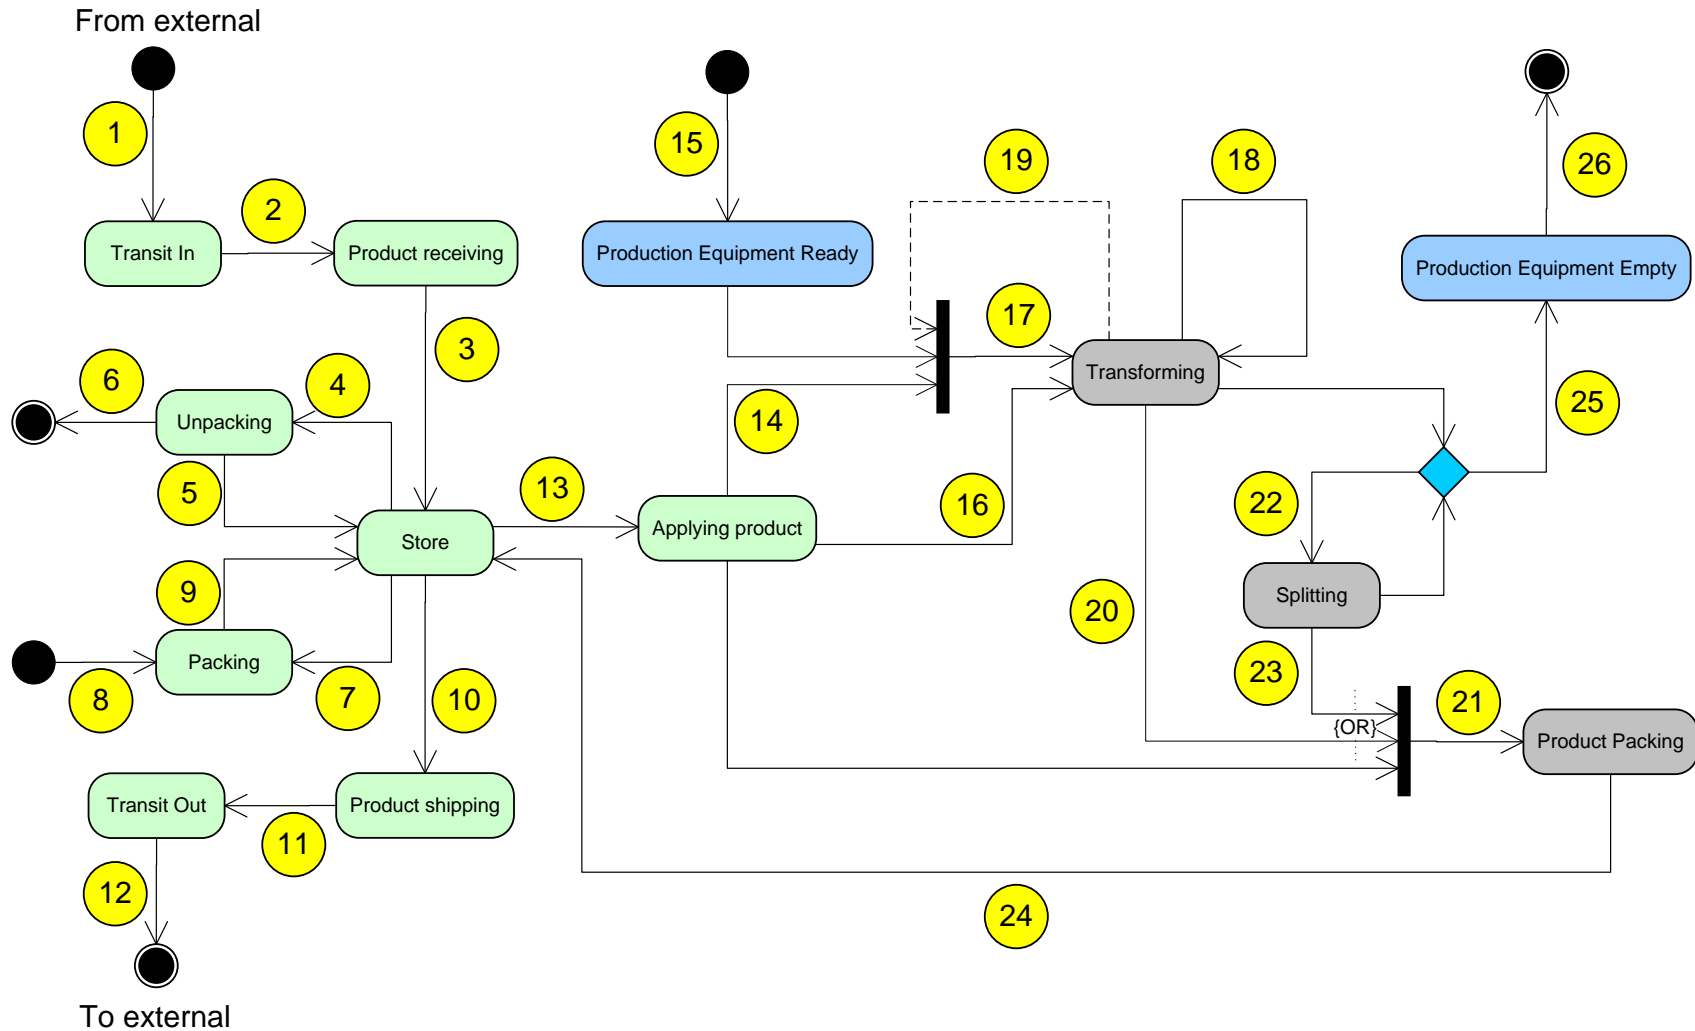 From external
1
15
19
18
26
2
Transit In
Product receiving
Production Equipment Ready
Production Equipment Empty
3
17
6
4
Transforming
25
Unpacking
14
5
13
16
22
Store
Applying product
9
Splitting
20
Packing
23
8
7
10
21
{OR}
Product Packing
Transit Out
Product shipping
11
12
24
To external